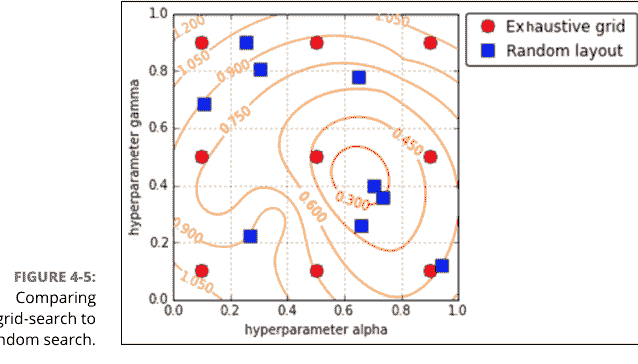 1.0
0.8
0.6
0.4
0.2
0.0
0.0 0.2 0.4 0.6 0.8 1.0
hyperparameter gamma
hyperparameter alpha
1.200
1.050
1.050
0.900
0.750
0.450
0.300
0.600
0.900
1.050
Exhaustive grid
Random layout
FIGURE 4-5:
Comparing
grid-search to
ndom search.